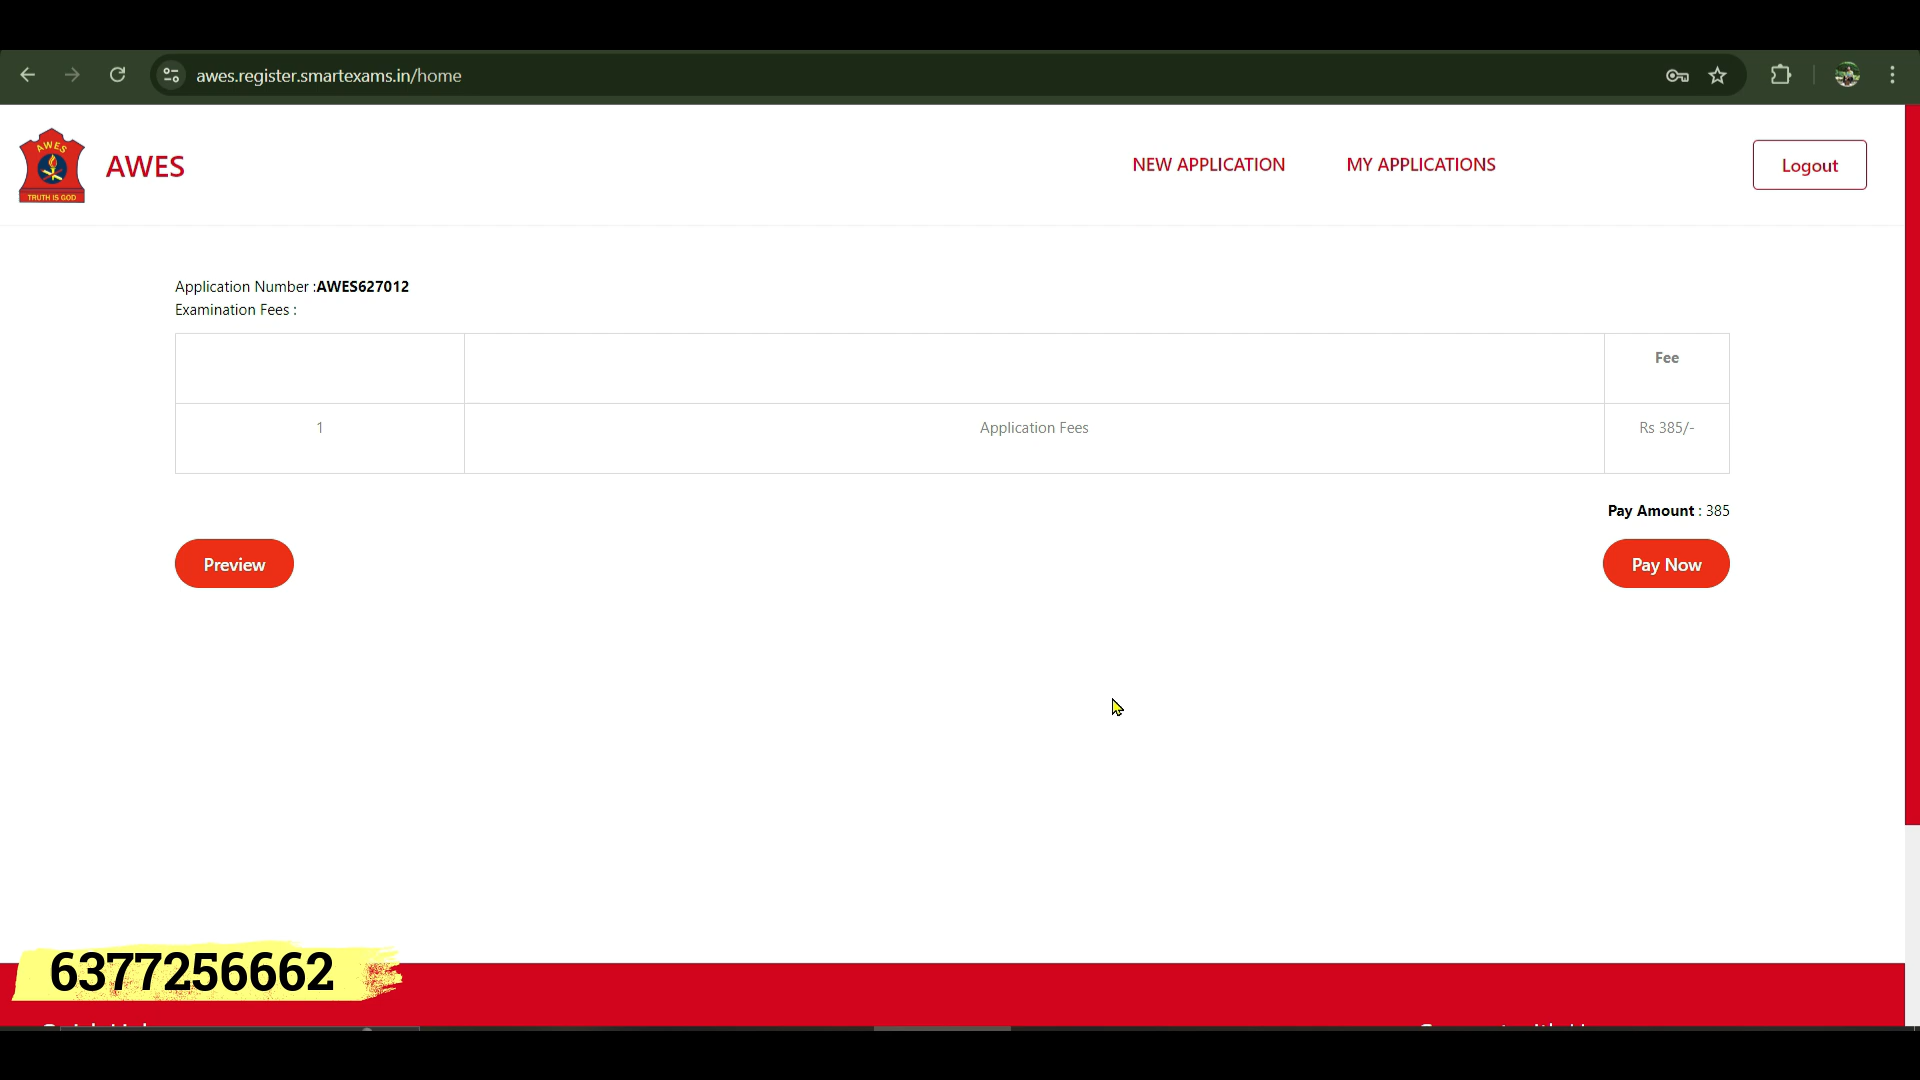 awes.register.smartexams.in/home
AWES
TRUTH IS GOD
AWES
NEW APPLICATION
MY APPLICATIONS
Logout
Application Number :AWES627012
Examination Fees :
Fee
1
Application Fees
Rs 385/-
Pay Amount : 385
Preview
Pay Now
6377256662